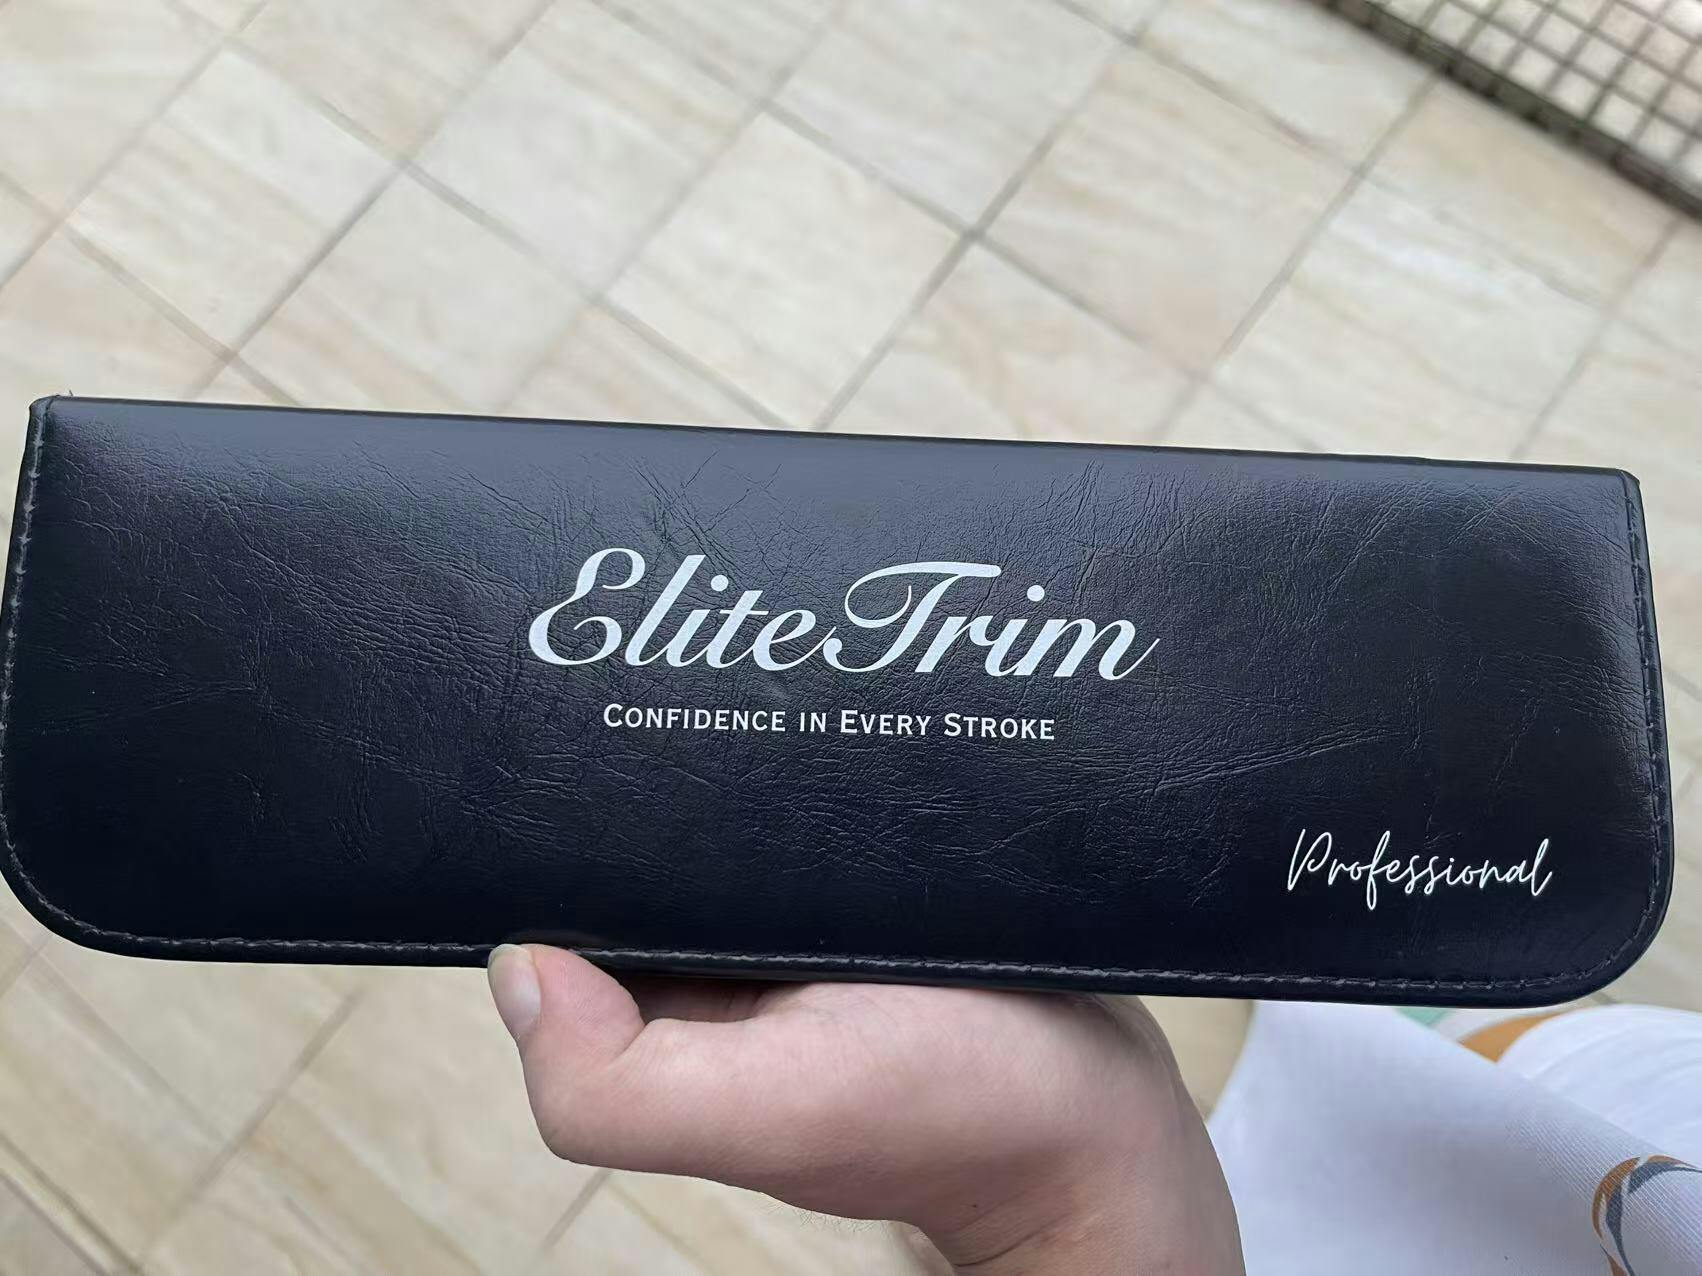 EliteTrim
CONFIDENCE IN EVERY STROKE
Professional